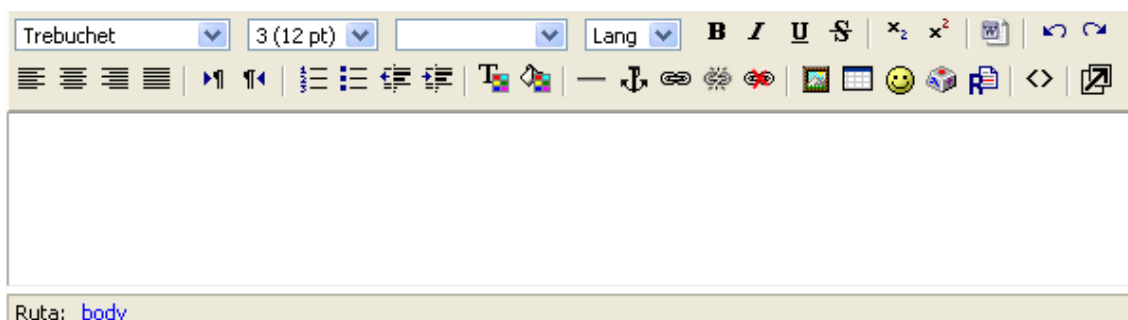 Trebuchet 3 (12 pt) Lang B I U S x₂ x²
Ruta: body